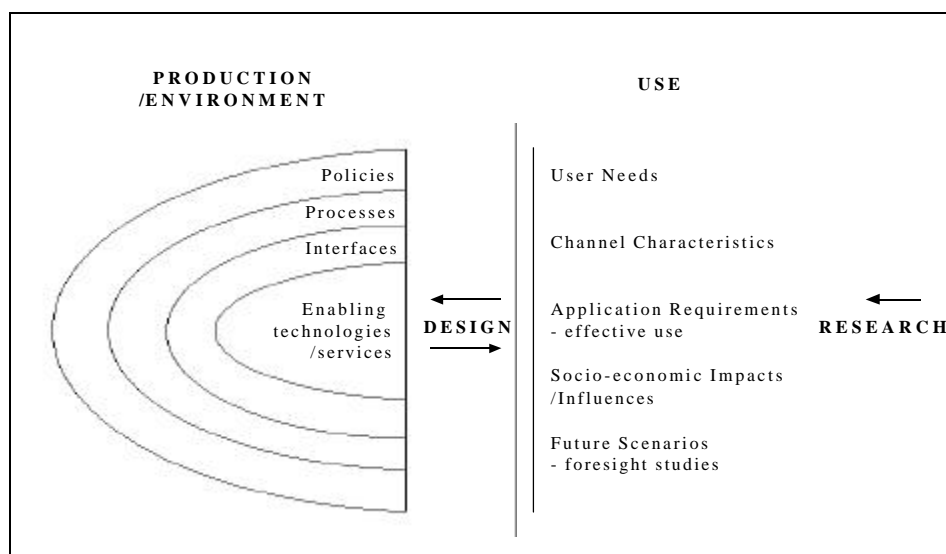 PRODUCTION
/ENVIRONMENT
Policies
Processes
Interfaces
Enabling
technologies
/services
DESIGN
USE
User Needs
Channel Characteristics
Application Requirements
- effective use
Socio-economic Impacts
/Influences
Future Scenarios
- foresight studies
RESEARCH